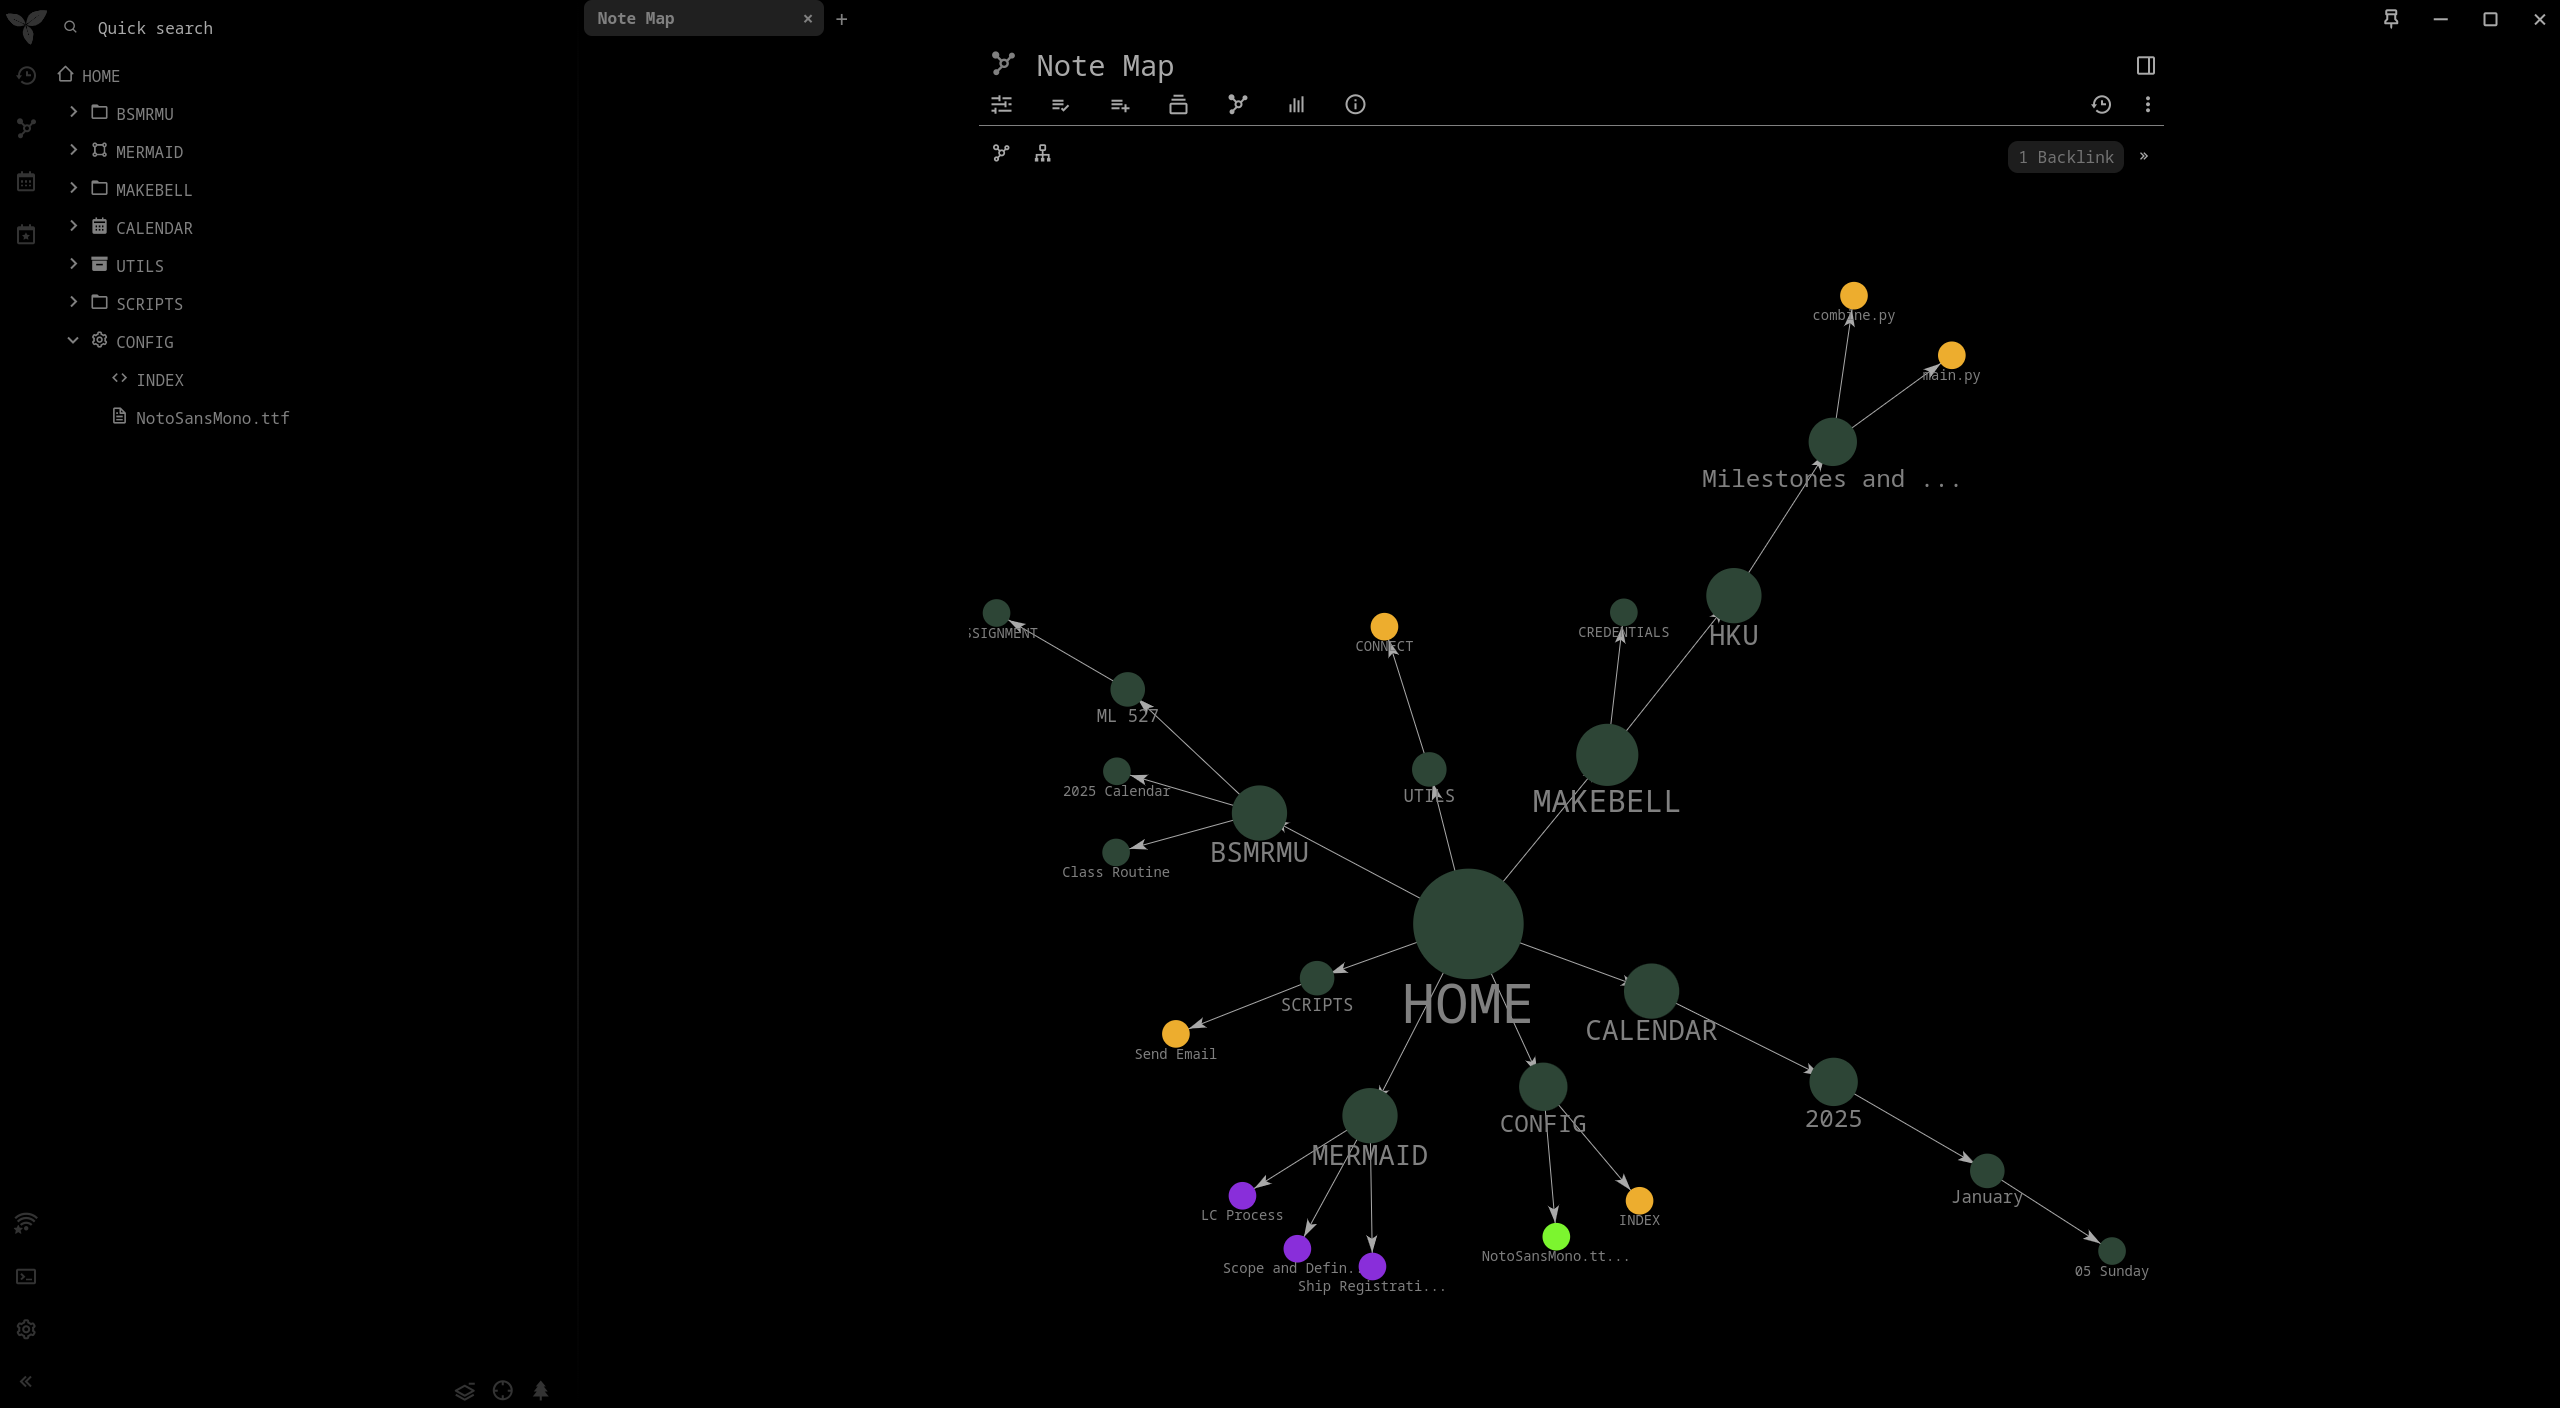 Quick search
HOME
BSMRMU
MERMAID
MAKEBELL
CALENDAR
UTILS
SCRIPTS
CONFIG
INDEX
NotoSansMono.ttf
Note Map
Note Map
1 Backlink
combine.py
main.py
Milestones and ...
HKU
CREDENTIALS
CONNECT
SIGNMENT
ML 527
2025 Calendar
Class Routine
BSMRMU
UTILS
MAKEBELL
HOME
SCRIPTS
Send Email
CALENDAR
MERMAID
CONFIG
2025
January
05 Sunday
LC Process
Scope and Defin.
Ship Registrati...
NotoSansMono.tt...
INDEX